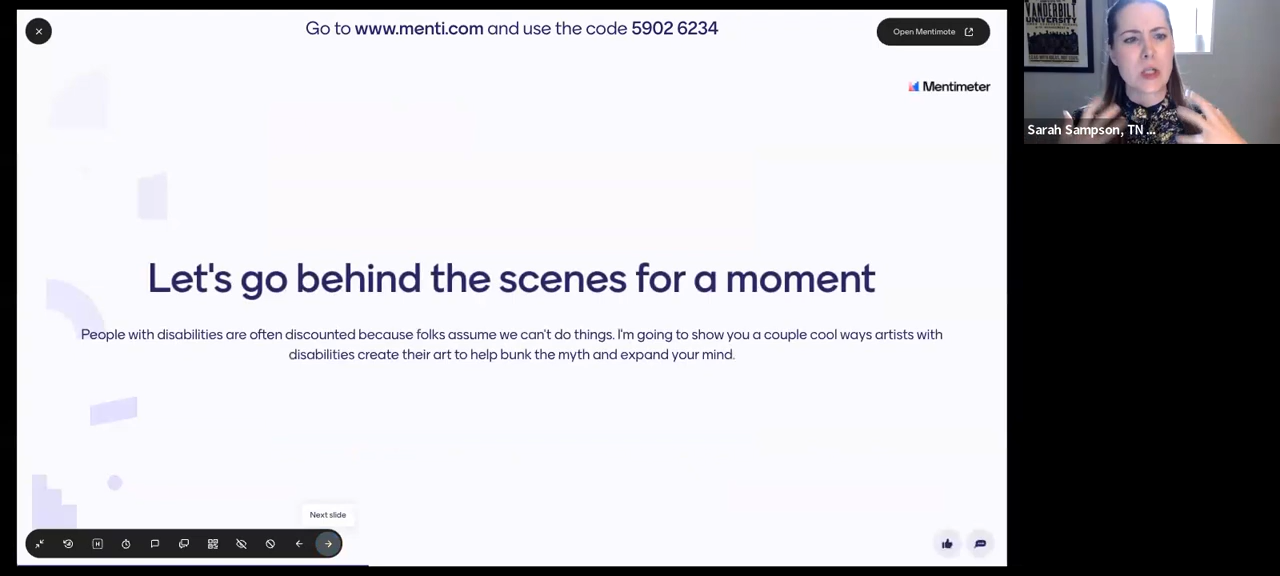 Go to www.menti.com and use the code 5902 6234
Open Mentimote
Mentimeter
VANDERBILT
UNIVERSITY
Sarah Sampson, TN ...
Let's go behind the scenes for a moment
People with disabilities are often discounted because folks assume we can't do things. I'm going to show you a couple cool ways artists with
disabilities create their art to help bunk the myth and expand your mind.
Next slide
H